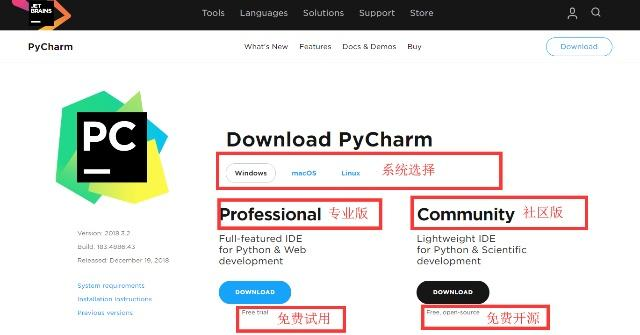 JET
BRAINS
Tools Languages Solutions Support Store
PyCharm
What's New Features Docs & Demos Buy
Download
PC
Download PyCharm
Windows macOS Linux 系统选择
Professional 专业版
Full-featured IDE
for Python & Web
development
DOWNLOAD
Free trial
免费试用
Community 社区版
Lightweight IDE
for Python & Scientific
development
DOWNLOAD
Free, open-source
免费开源
Version: 2018.3.2
Build: 183.4886.43
Released: December 19, 2018
System requirements
Installation Instructions
Previous versions